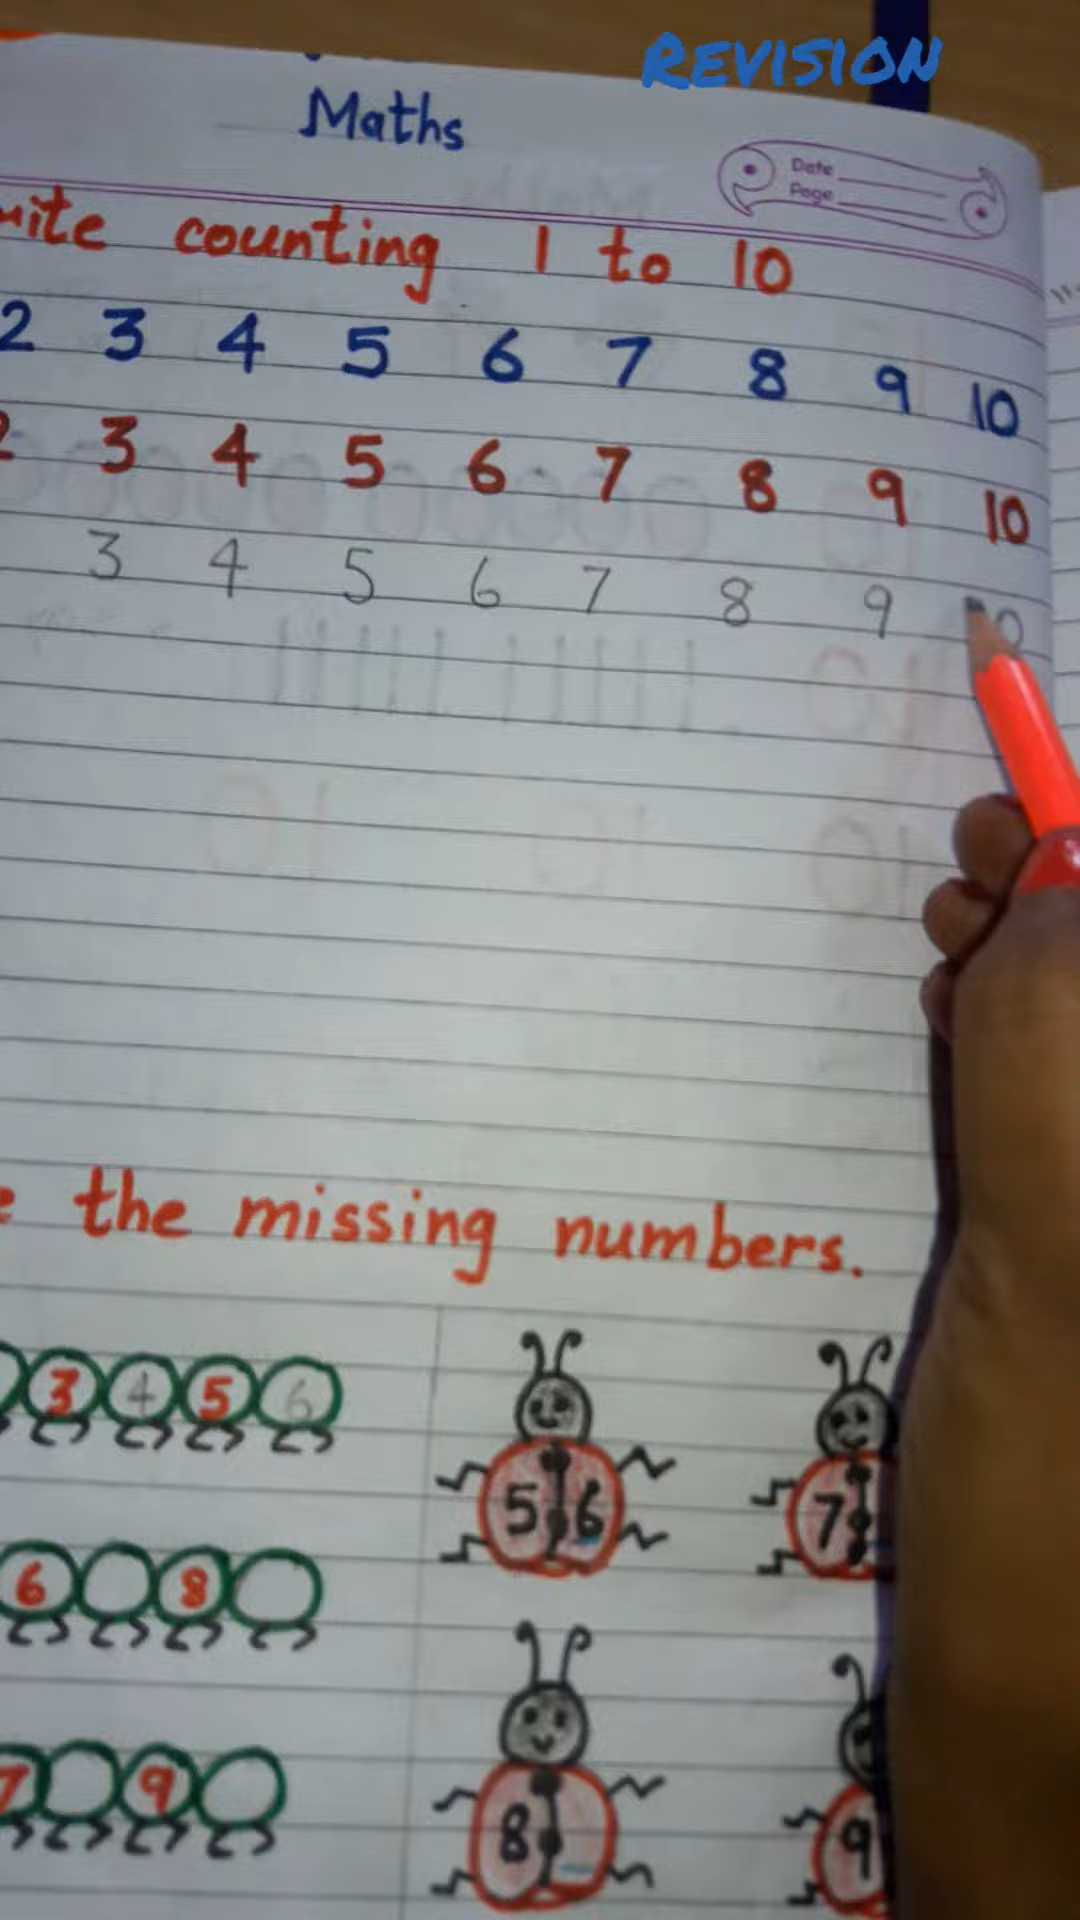 REVISION
Maths
Date
Page
counting 1 to 10
2 3 4 5 6 7 8 9 10
2 3 4 5 6 7 8 9 10
3 4 5 6 7 8 9
the missing numbers.
3 4 5 6
5 6
7
6 8
7 9
8
9